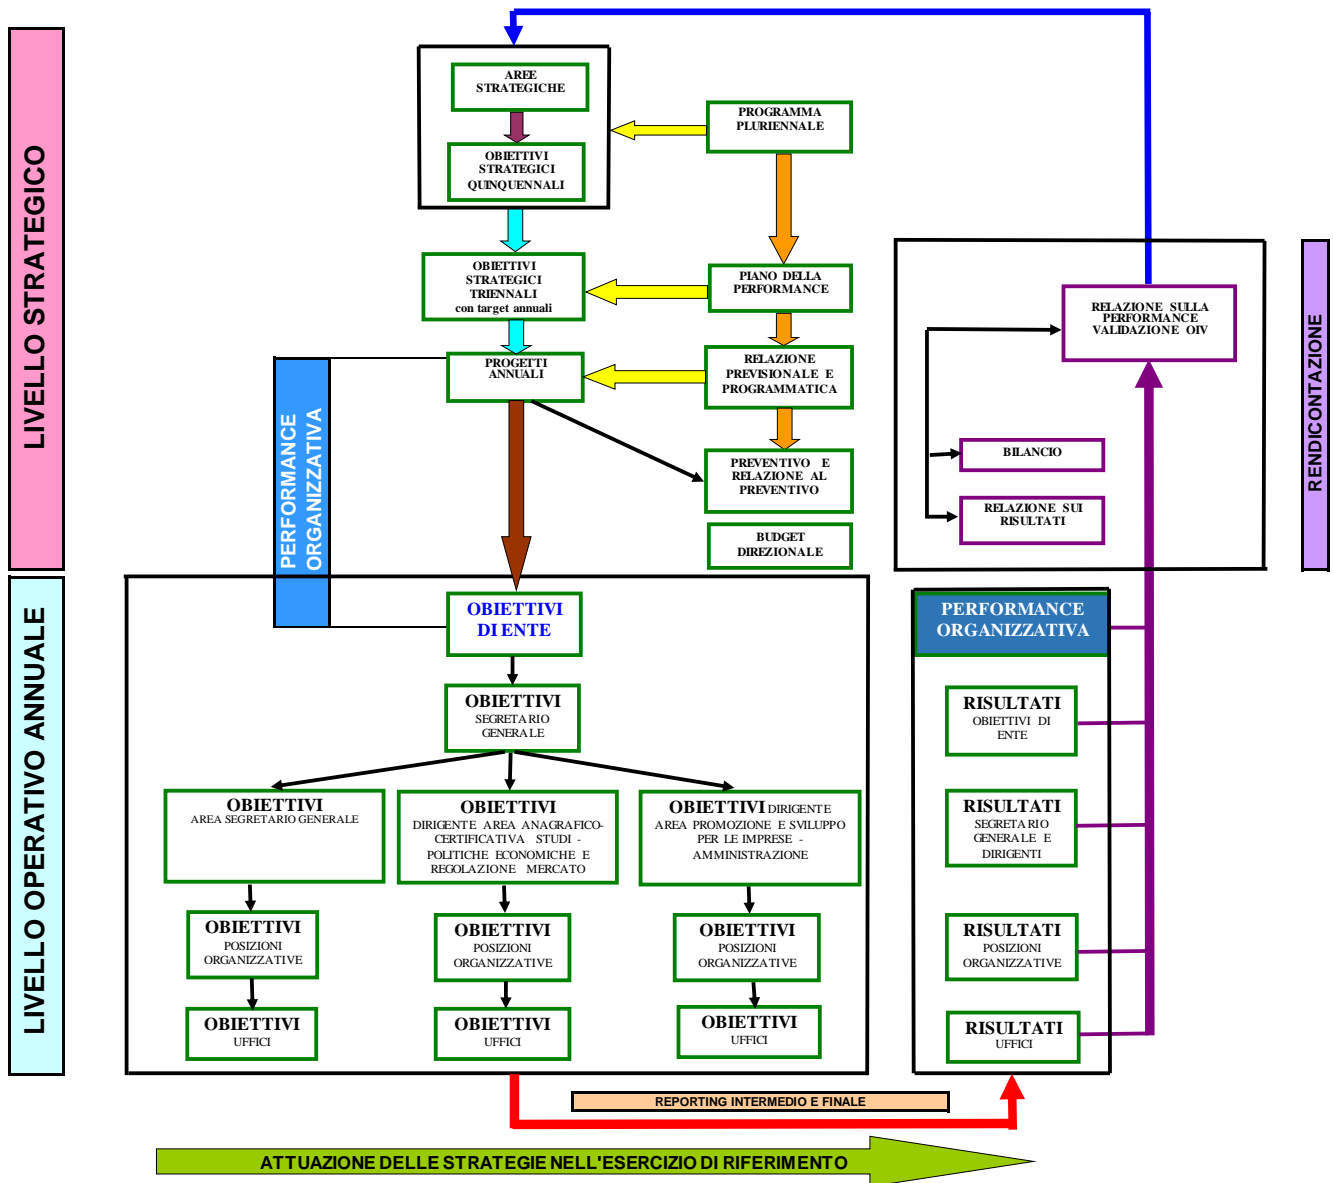 LIVELLO STRATEGICO
AREE
STRATEGICHE
OBIETTIVI
STRATEGICI
QUINQUENNALI
PROGRAMMA
PLURIENNALE
OBIETTIVI
STRATEGICI
TRIENNALI
con target annuali
PIANO DELLA
PERFORMANCE
PROGETTI
ANNUALI
RELAZIONE
PREVISIONALE E
PROGRAMMATICA
PREVENTIVO E
RELAZIONE AL
PREVENTIVO
BUDGET
DIREZIONALE
PERFORMANCE
ORGANIZZATIVA
RELAZIONE SULLA
PERFORMANCE
VALIDAZIONE OIV
BILANCIO
RELAZIONE SUI
RISULTATI
RENDICONTAZIONE
LIVELLO OPERATIVO ANNUALE
OBIETTIVI
DI ENTE
OBIETTIVI
SEGRETARIO
GENERALE
OBIETTIVI
AREA SEGRETARIO GENERALE
OBIETTIVI
DIRIGENTE AREA ANAGRAFICO-
CERTIFICATIVA STUDI -
POLITICHE ECONOMICHE E
REGOLAZIONE MERCATO
OBIETTIVI DIRIGENTE
AREA PROMOZIONE E SVILUPPO
PER LE IMPRESE -
AMMINISTRAZIONE
OBIETTIVI
POSIZIONI
ORGANIZZATIVE
OBIETTIVI
POSIZIONI
ORGANIZZATIVE
OBIETTIVI
POSIZIONI
ORGANIZZATIVE
OBIETTIVI
UFFICI
OBIETTIVI
UFFICI
OBIETTIVI
UFFICI
PERFORMANCE
ORGANIZZATIVA
RISULTATI
OBIETTIVI DI
ENTE
RISULTATI
SEGRETARIO
GENERALE E
DIRIGENTI
RISULTATI
POSIZIONI
ORGANIZZATIVE
RISULTATI
UFFICI
REPORTING INTERMEDIO E FINALE
ATTUAZIONE DELLE STRATEGIE NELL'ESERCIZIO DI RIFERIMENTO